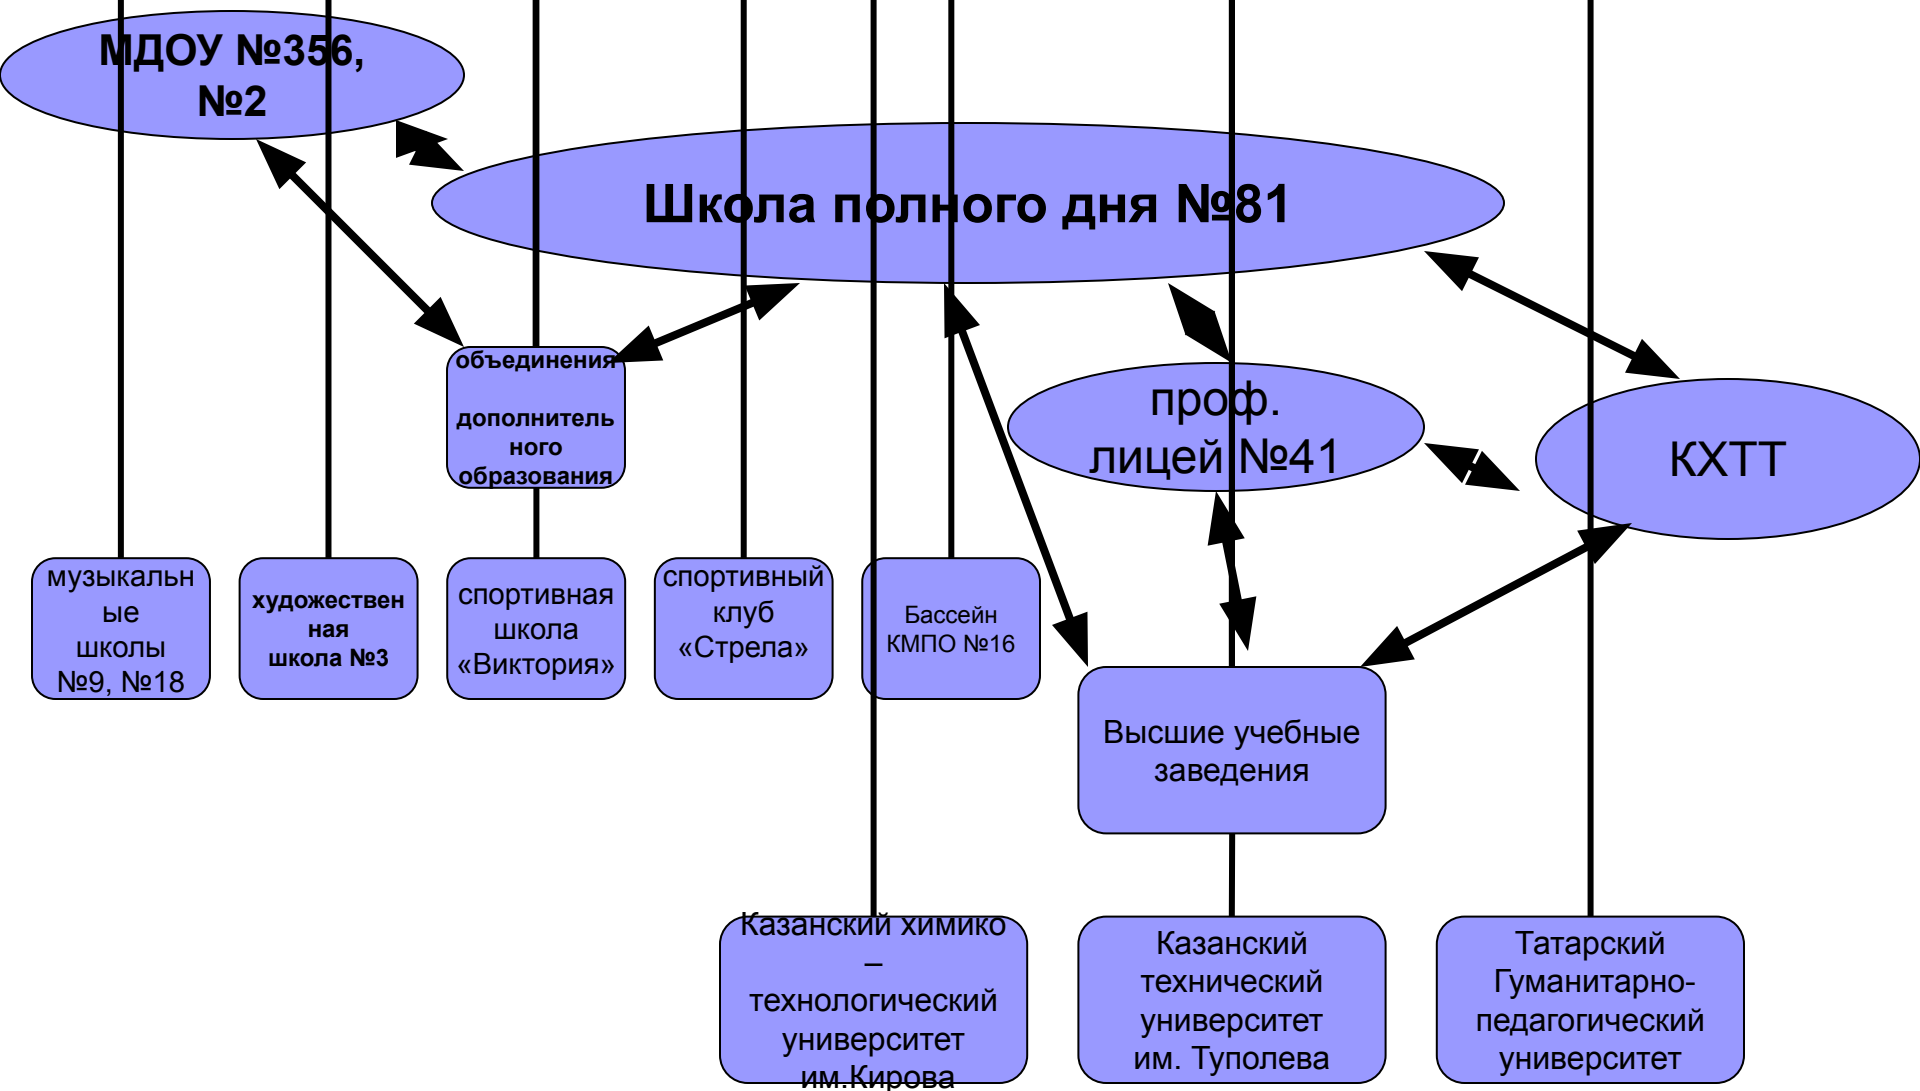 МДОУ №356,
№2
Школа полного дня №81
объединения
дополнитель
ного
образования
проф.
лицей №41
КХТТ
музыкальн
ые
школы
№9, №18
художествен
ная
школа №3
спортивная
школа
«Виктория»
спортивный
клуб
«Стрела»
Бассейн
КМПО №16
Высшие учебные
заведения
Казанский химико
–
технологический
университет
им.Кирова
Казанский
технический
университет
им. Туполева
Татарский
Гуманитарно-
педагогический
университет